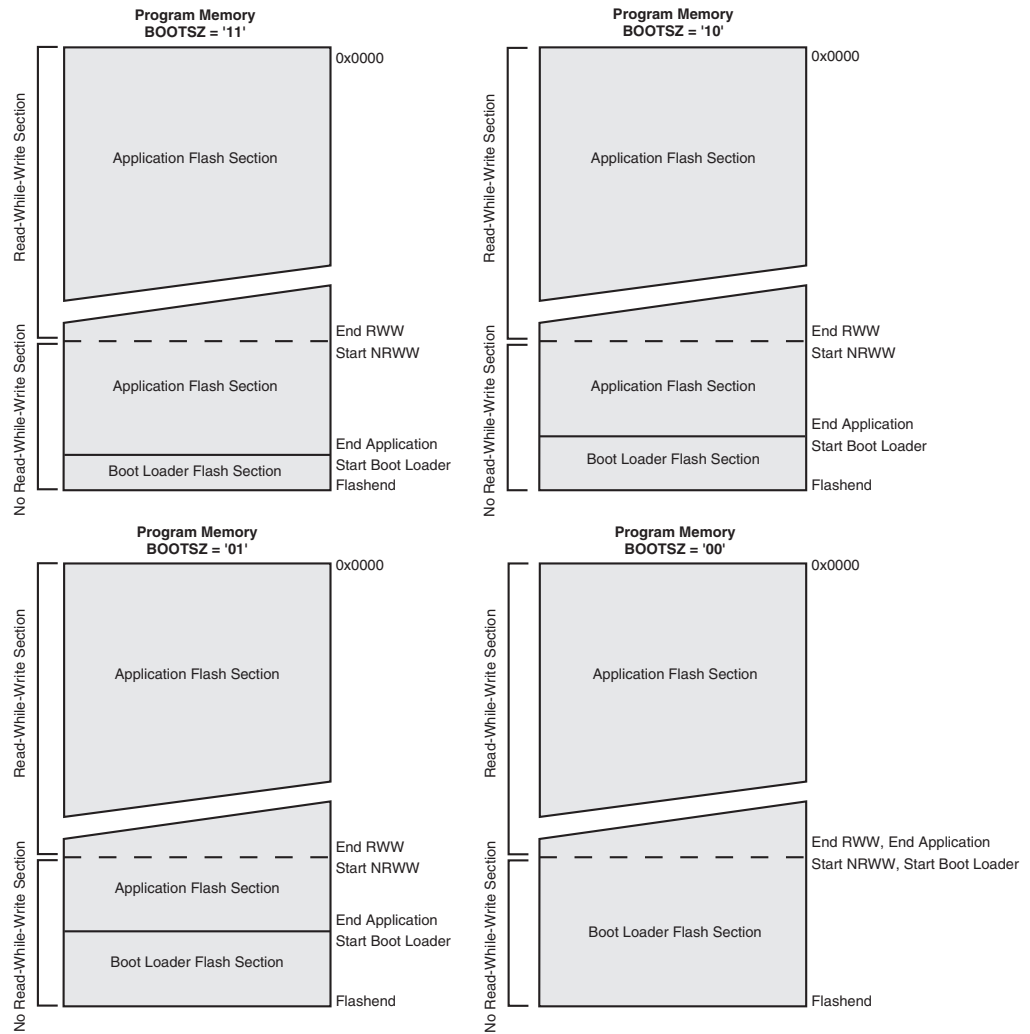 Program Memory
BOOTSZ = '11'
0x0000
Read-While-Write Section
Application Flash Section
End RWW
Start NRWW
No Read-While-Write Section
Application Flash Section
End Application
Start Boot Loader
Boot Loader Flash Section
Flashend
Program Memory
BOOTSZ = '10'
0x0000
Read-While-Write Section
Application Flash Section
End RWW
Start NRWW
No Read-While-Write Section
Application Flash Section
End Application
Start Boot Loader
Boot Loader Flash Section
Flashend
Program Memory
BOOTSZ = '01'
0x0000
Read-While-Write Section
Application Flash Section
End RWW
Start NRWW
No Read-While-Write Section
Application Flash Section
End Application
Start Boot Loader
Boot Loader Flash Section
Flashend
Program Memory
BOOTSZ = '00'
0x0000
Read-While-Write Section
Application Flash Section
End RWW, End Application
Start NRWW, Start Boot Loader
No Read-While-Write Section
Boot Loader Flash Section
Flashend